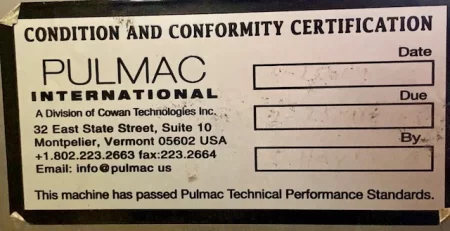 CONDITION AND CONFORMITY CERTIFICATION
PULMAC
INTERNATIONAL
A Division of Cowan Technologies Inc.
32 East State Street, Suite 10
Montpelier, Vermont 05602 USA
+1.802.223.2663 fax:223.2664
Email: info@pulmac us
Date
Due
By
This machine has passed Pulmac Technical Performance Standards.